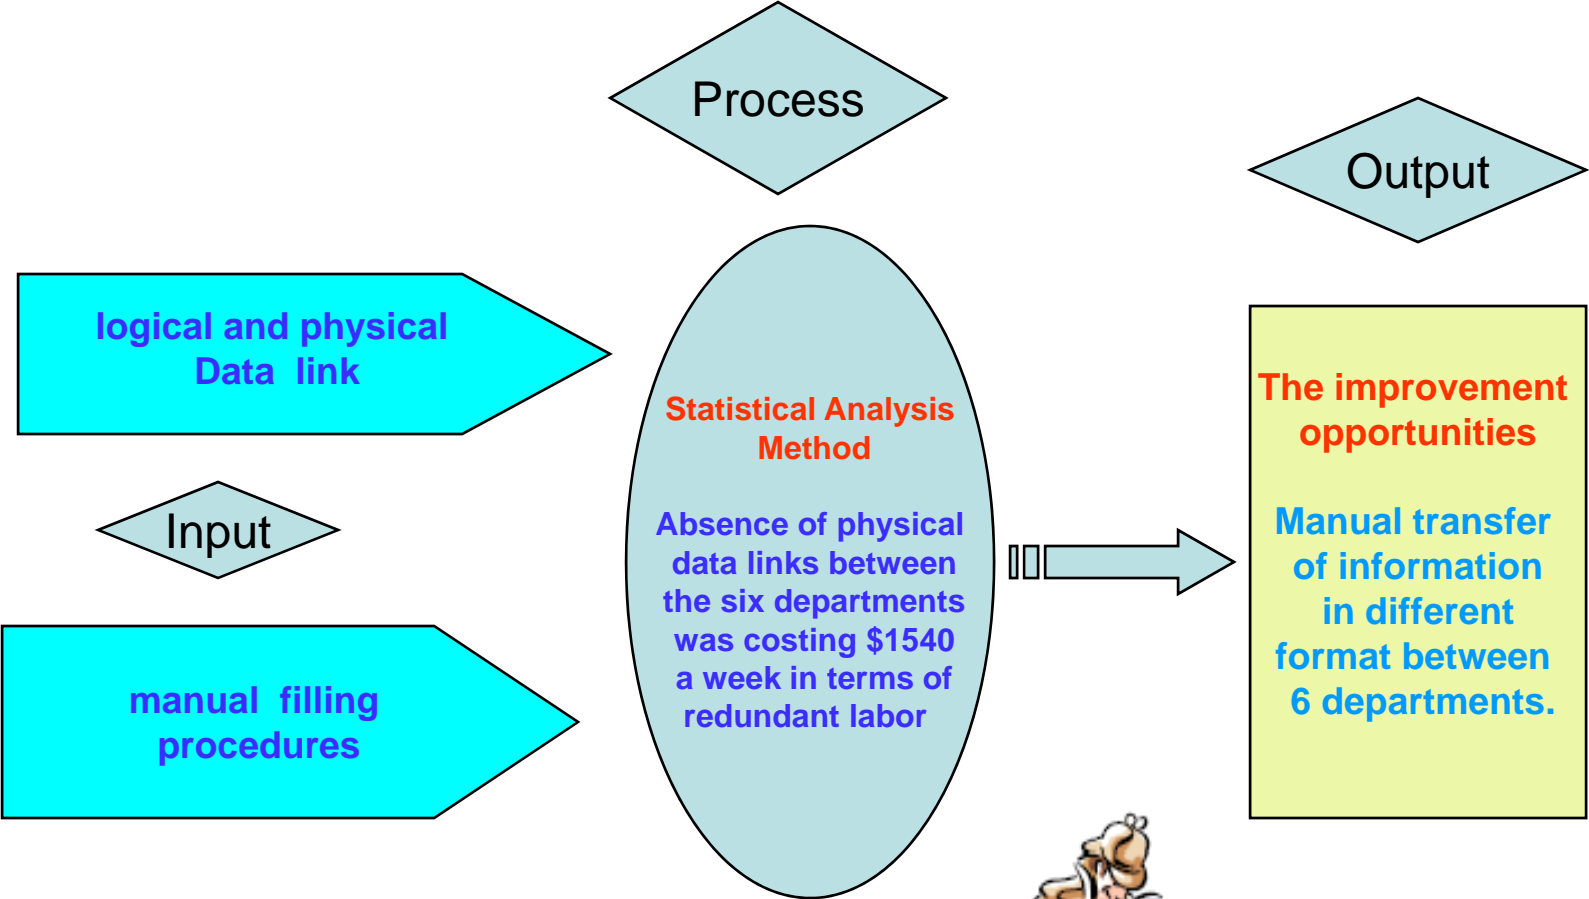 Process
Output
logical and physical
Data link
Input
manual filling
procedures
Statistical Analysis
Method
Absence of physical
data links between
the six departments
was costing $1540
a week in terms of
redundant labor
The improvement
opportunities
Manual transfer
of information
in different
format between
6 departments.